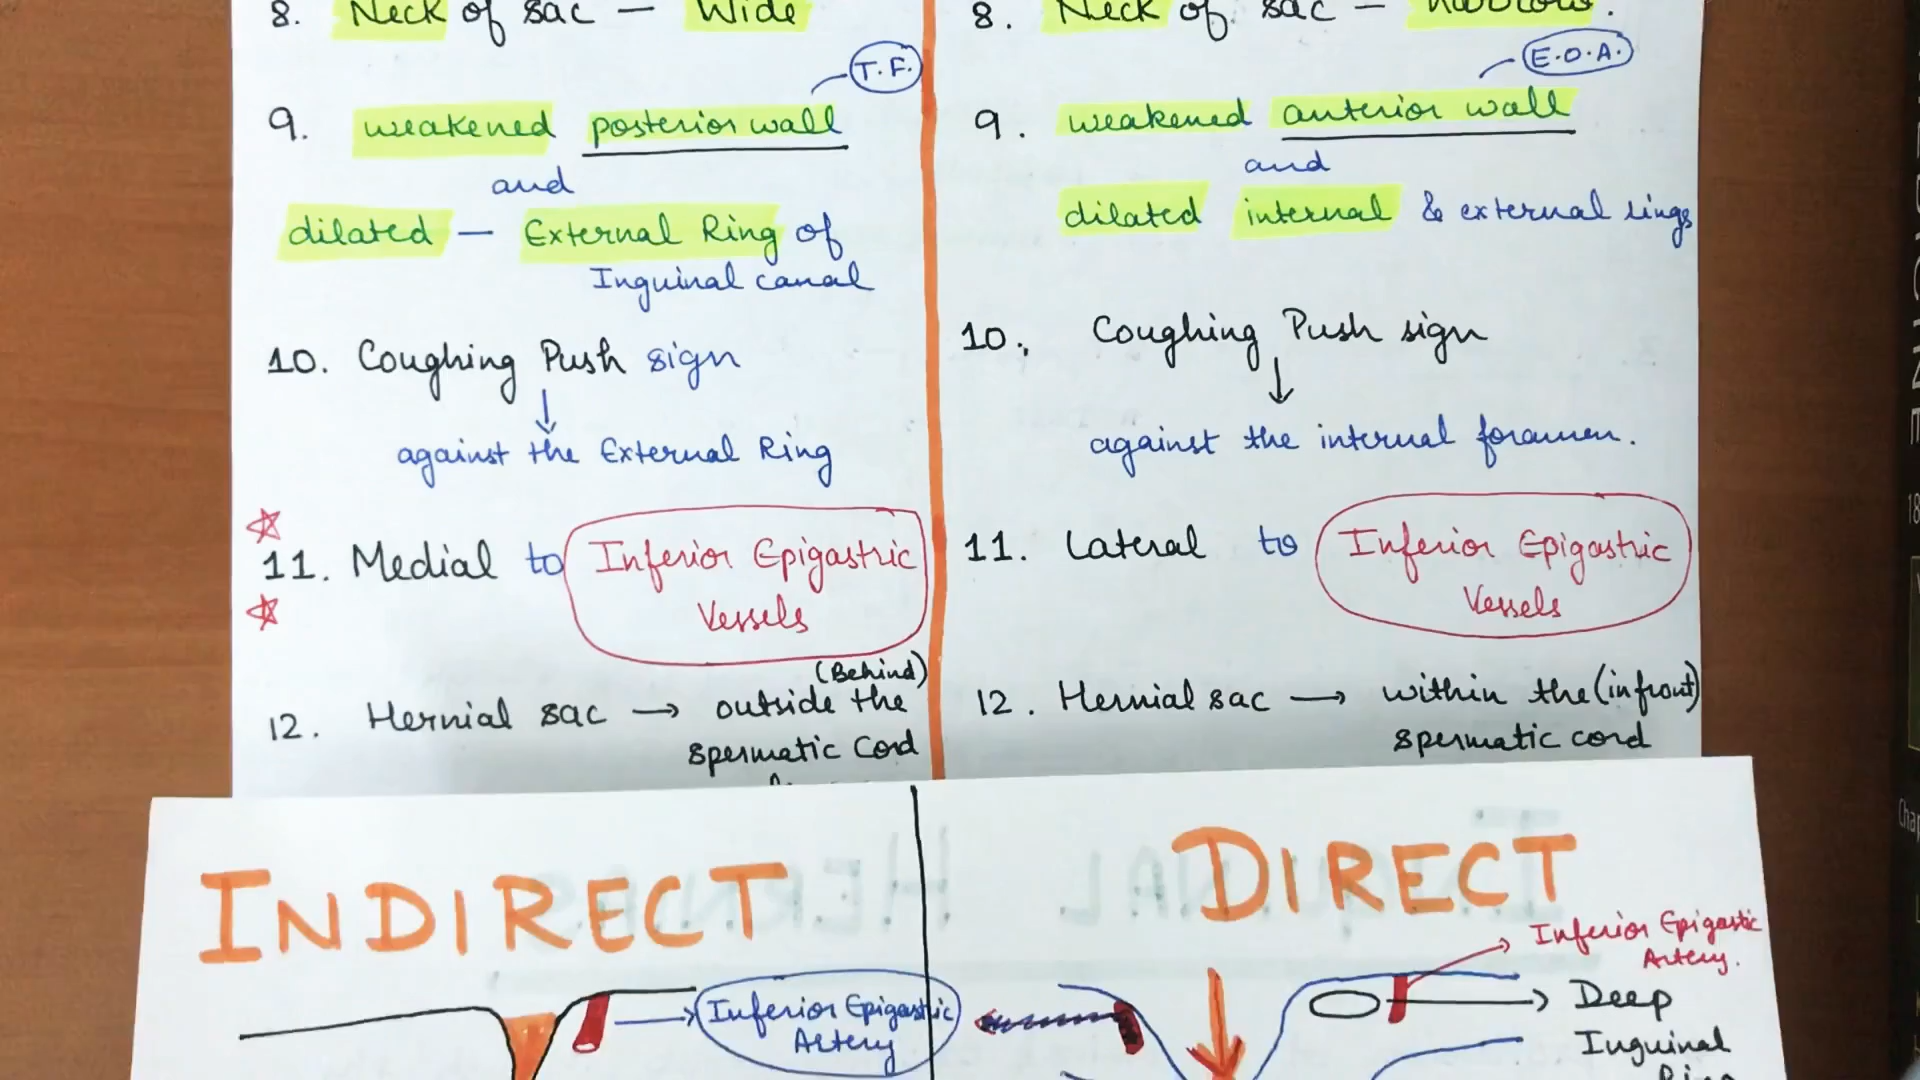 8. Neck of sac — Wide
T.F.
9. weakened posterior wall
and
dilated — External Ring of
Inguinal canal
10. Coughing Push sign
against the External Ring
11. Medial to Inferior Epigastric
Vessels
(Behind)
12. Hernial sac → outside the
spermatic Cord
8. Neck of sac — narrow.
E.O.A.
9. weakened anterior wall
and
dilated internal & external rings
10. Coughing Push sign
against the internal foramen.
11. Lateral to Inferior Epigastric
Vessels
12. Hernial sac → within the (infront)
spermatic cord
INDIRECT
Inferior Epigastric
Artery
DIRECT
Inferior Epigastic
Artery.
Deep
Inguinal
Ring